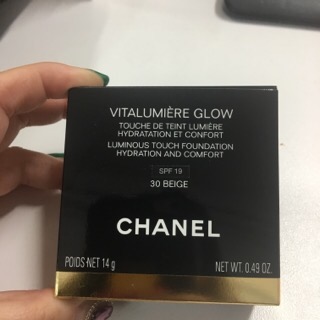 VITALUMIÈRE GLOW
TOUCHE DE TEINT LUMIÈRE
HYDRATATION ET CONFORT
LUMINOUS TOUCH FOUNDATION
HYDRATION AND COMFORT
SPF 19
30 BEIGE
CHANEL
POIDS NET 14 g NET WT. 0.49 OZ.